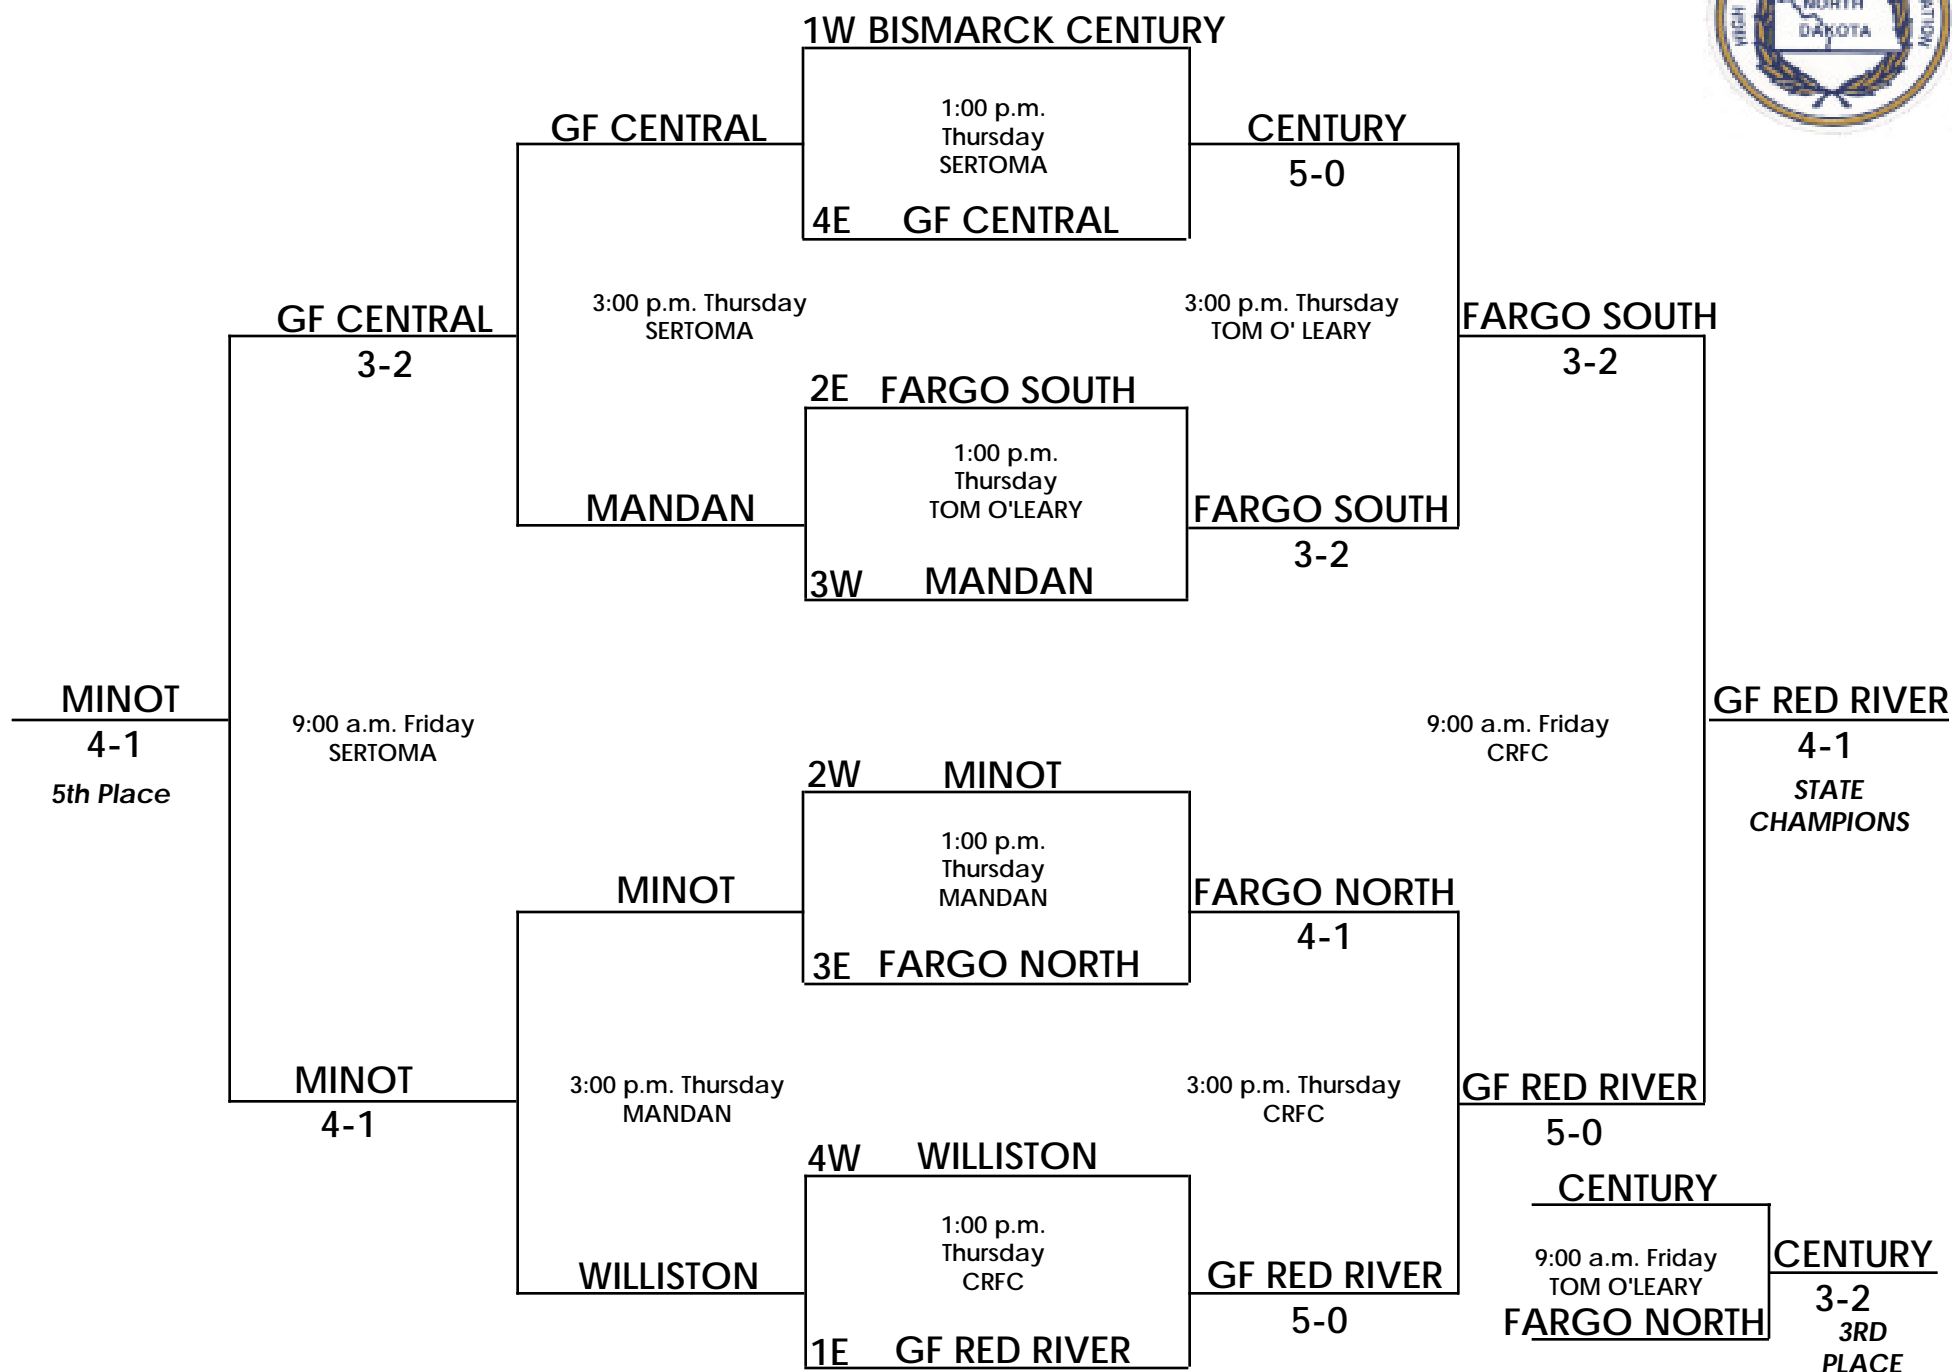 1W BISMARCK CENTURY
NORTH
DAKOTA
HIGH
1:00 p.m.
Thursday
SERTOMA
GF CENTRAL
CENTURY
5-0
4E GF CENTRAL
GF CENTRAL
3-2
3:00 p.m. Thursday
SERTOMA
3:00 p.m. Thursday
TOM O' LEARY
FARGO SOUTH
3-2
2E FARGO SOUTH
1:00 p.m.
Thursday
TOM O'LEARY
MANDAN
FARGO SOUTH
3-2
3W MANDAN
MINOT
4-1
5th Place
9:00 a.m. Friday
SERTOMA
9:00 a.m. Friday
CRFC
GF RED RIVER
4-1
STATE
CHAMPIONS
2W MINOT
1:00 p.m.
Thursday
MANDAN
MINOT
FARGO NORTH
4-1
3E FARGO NORTH
MINOT
4-1
3:00 p.m. Thursday
MANDAN
3:00 p.m. Thursday
CRFC
GF RED RIVER
5-0
4W WILLISTON
1:00 p.m.
Thursday
CRFC
WILLISTON
GF RED RIVER
5-0
1E GF RED RIVER
CENTURY
9:00 a.m. Friday
TOM O'LEARY
FARGO NORTH
CENTURY
3-2
3RD
PLACE